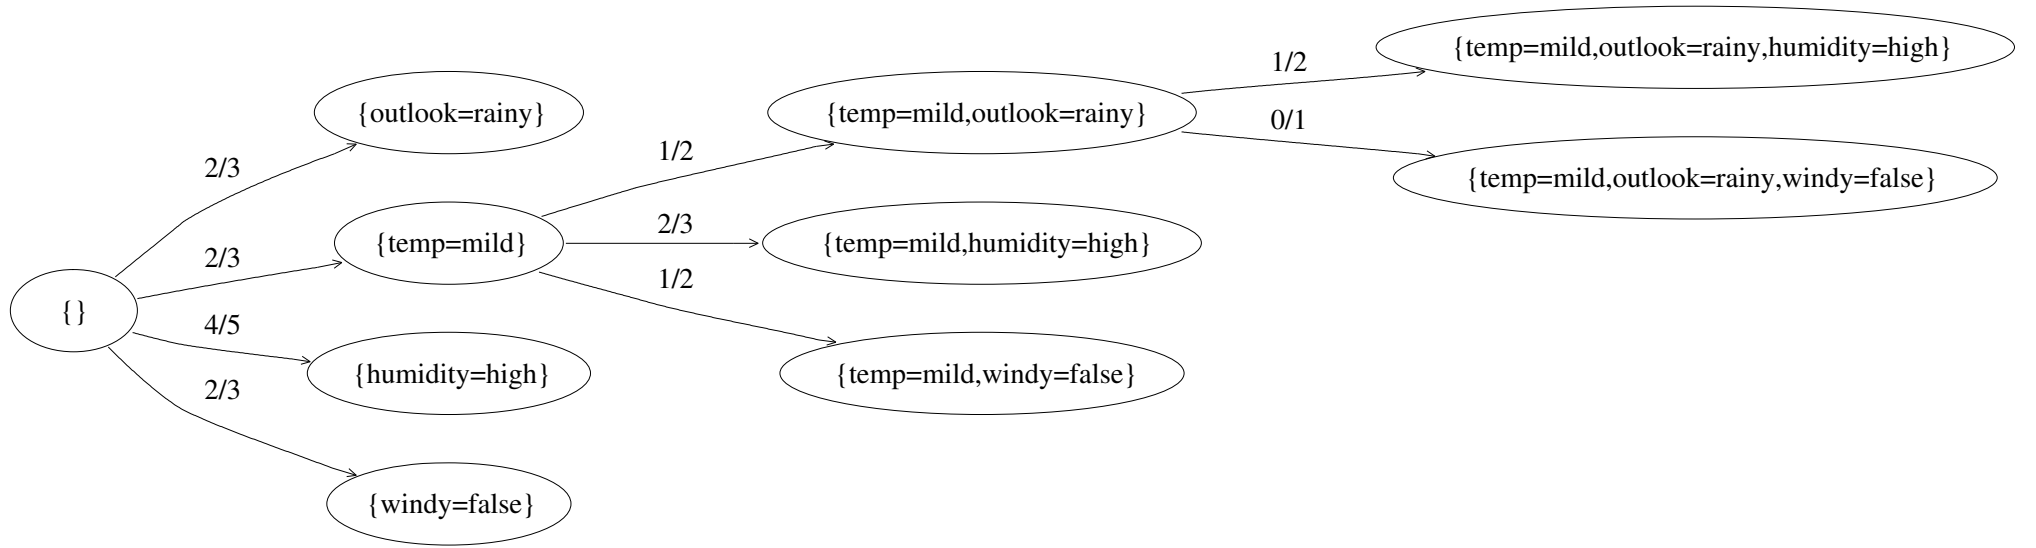 {temp=mild,outlook=rainy,humidity=high}
1/2
{outlook=rainy}
{temp=mild,outlook=rainy}
0/1
1/2
2/3
{temp=mild,outlook=rainy,windy=false}
2/3
{temp=mild}
{temp=mild,humidity=high}
2/3
1/2
{}
4/5
{humidity=high}
{temp=mild,windy=false}
2/3
{windy=false}